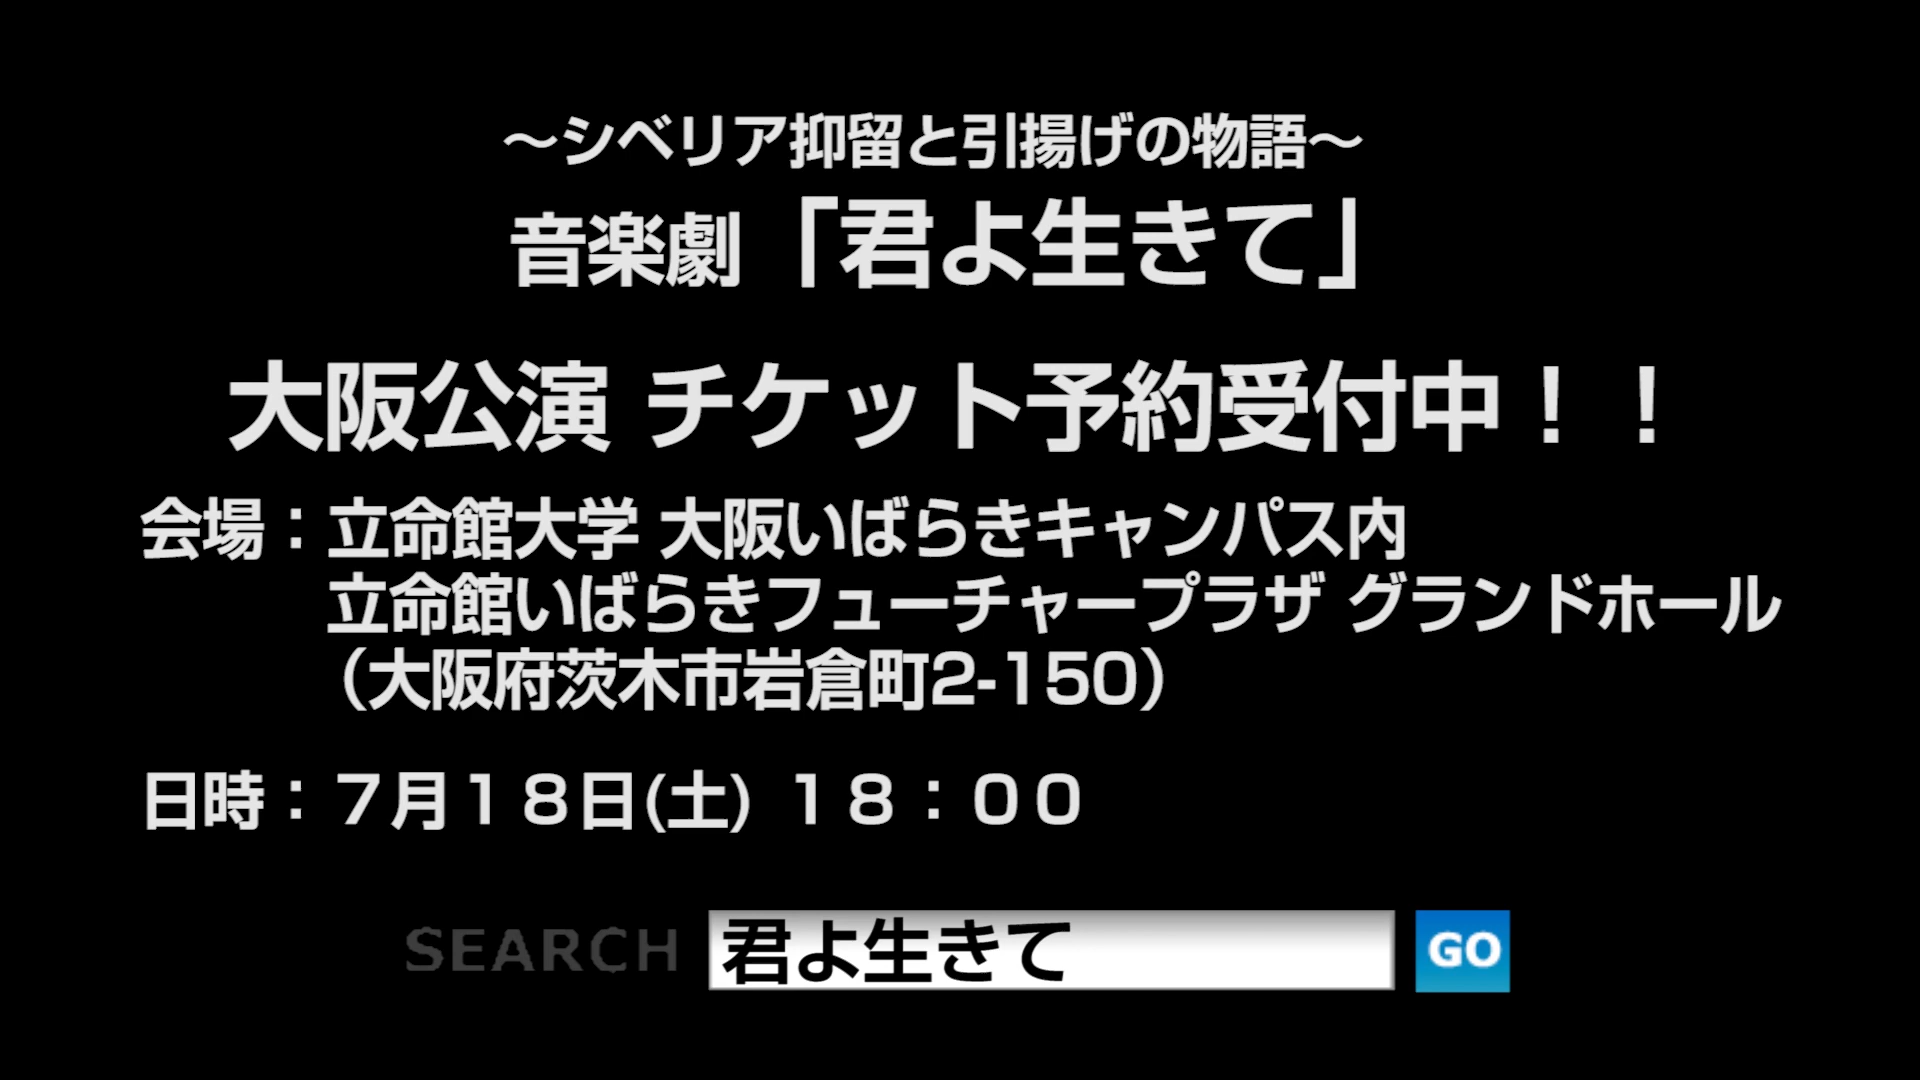 ～シベリア抑留と引揚げの物語～
音楽劇「君よ生きて」
大阪公演 チケット予約受付中！！
会場：立命館大学 大阪いばらきキャンパス内
立命館いばらきフューチャープラザ グランドホール
（大阪府茨木市岩倉町2-150）
日時：７月１８日(土) １８：００
SEARCH 君よ生きて GO